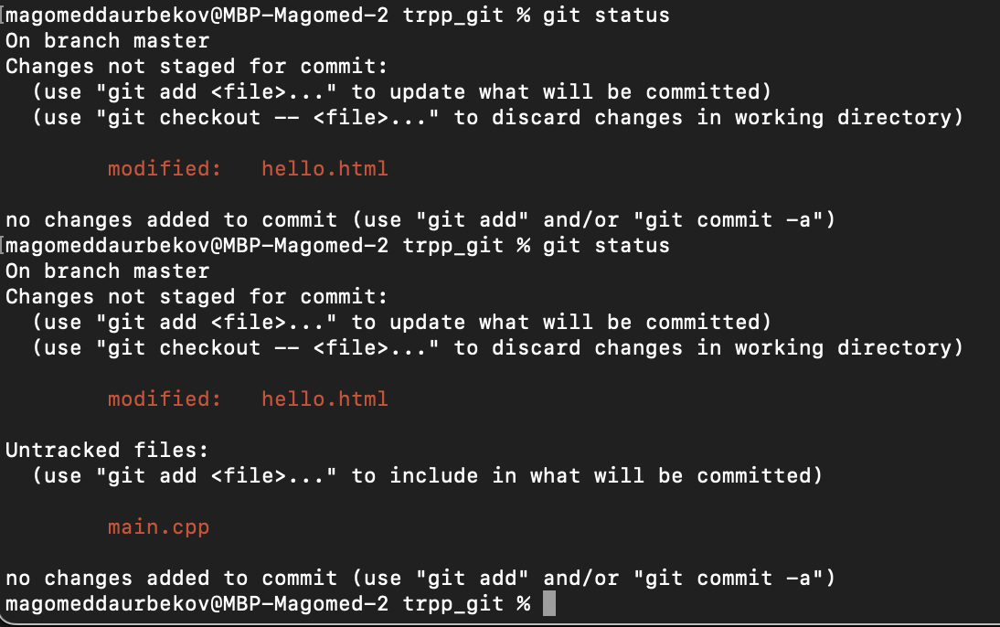 [magomeddaurbekov@MBP-Magomed-2 trpp_git % git status
On branch master
Changes not staged for commit:
  (use "git add <file>..." to update what will be committed)
  (use "git checkout -- <file>..." to discard changes in working directory)
        modified:   hello.html
no changes added to commit (use "git add" and/or "git commit -a")
[magomeddaurbekov@MBP-Magomed-2 trpp_git % git status
On branch master
Changes not staged for commit:
  (use "git add <file>..." to update what will be committed)
  (use "git checkout -- <file>..." to discard changes in working directory)
        modified:   hello.html
Untracked files:
  (use "git add <file>..." to include in what will be committed)
        main.cpp
no changes added to commit (use "git add" and/or "git commit -a")
magomeddaurbekov@MBP-Magomed-2 trpp_git %